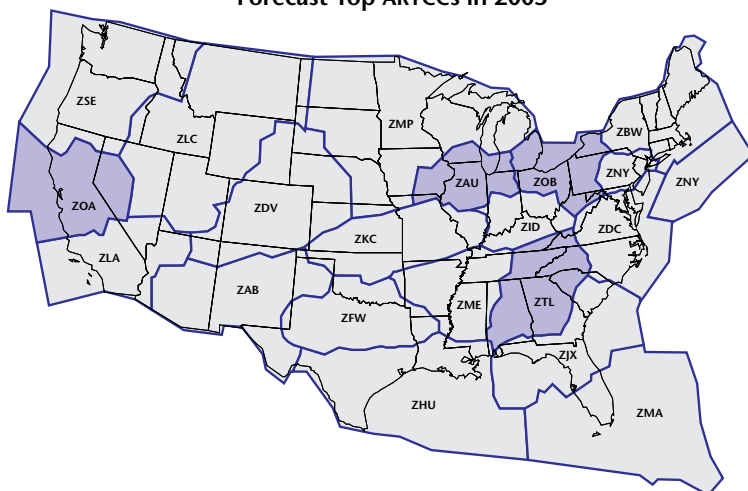 Forecast Top ARTCCs in 2005
ZSE
ZLC
ZMP
ZBW
ZOA
ZDV
ZAU
ZOB
ZNY
ZNY
ZLA
ZKC
ZID
ZDC
ZAB
ZFW
ZME
ZTL
ZJX
ZHU
ZMA